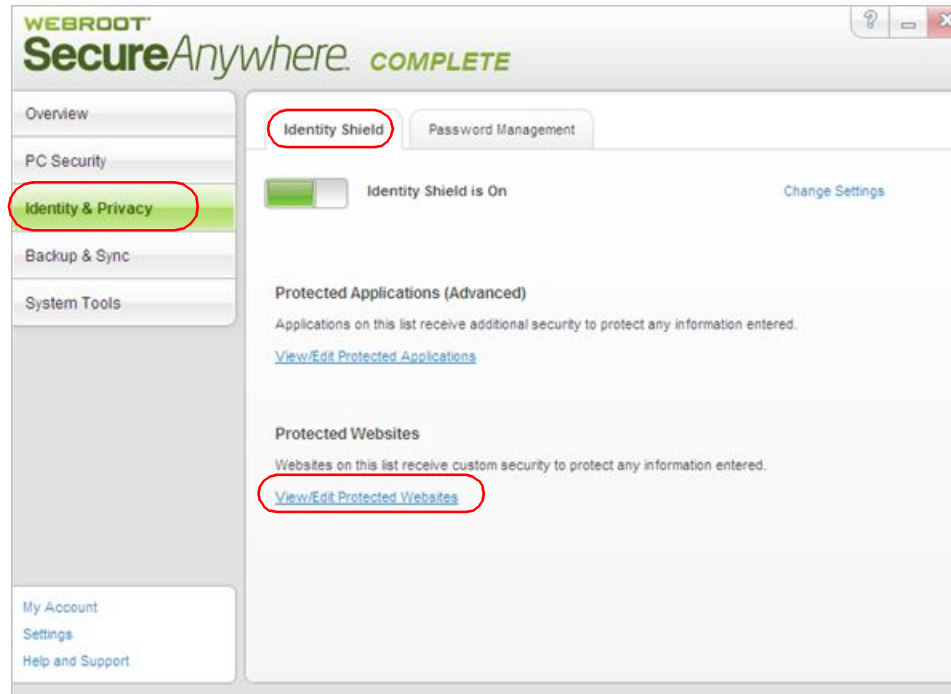 WEBROOT
SecureAnywhere. COMPLETE
?
Overview
PC Security
Identity & Privacy
Backup & Sync
System Tools
Identity Shield
Password Management
Identity Shield is On
Change Settings
Protected Applications (Advanced)
Applications on this list receive additional security to protect any information entered.
View/Edit Protected Applications
Protected Websites
Websites on this list receive custom security to protect any information entered.
View/Edit Protected Websites
My Account
Settings
Help and Support